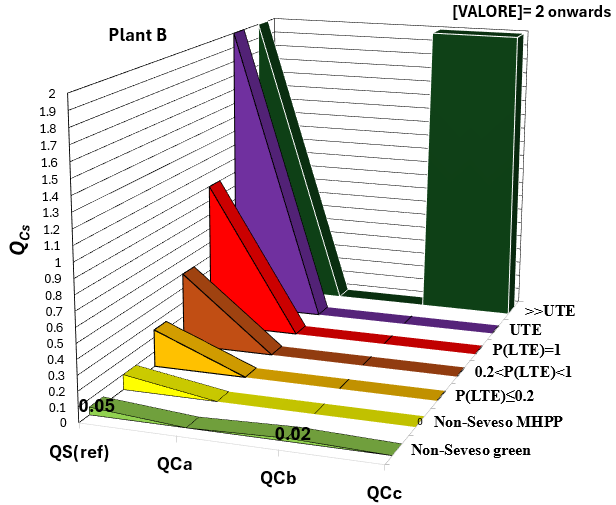 [VALORE]= 2 onwards
Plant B
2
1.9
1.8
1.7
1.6
1.5
1.4
1.3
1.2
1.1
1
0.9
0.8
0.7
0.6
0.5
0.4
0.3
0.2
0.1
0
QCs
>>UTE
UTE
P(LTE)=1
0.2<P(LTE)<1
P(LTE)≤0.2
0
Non-Seveso MHPP
Non-Seveso green
0.05
0.02
QS(ref)
QCa
QCb
QCc